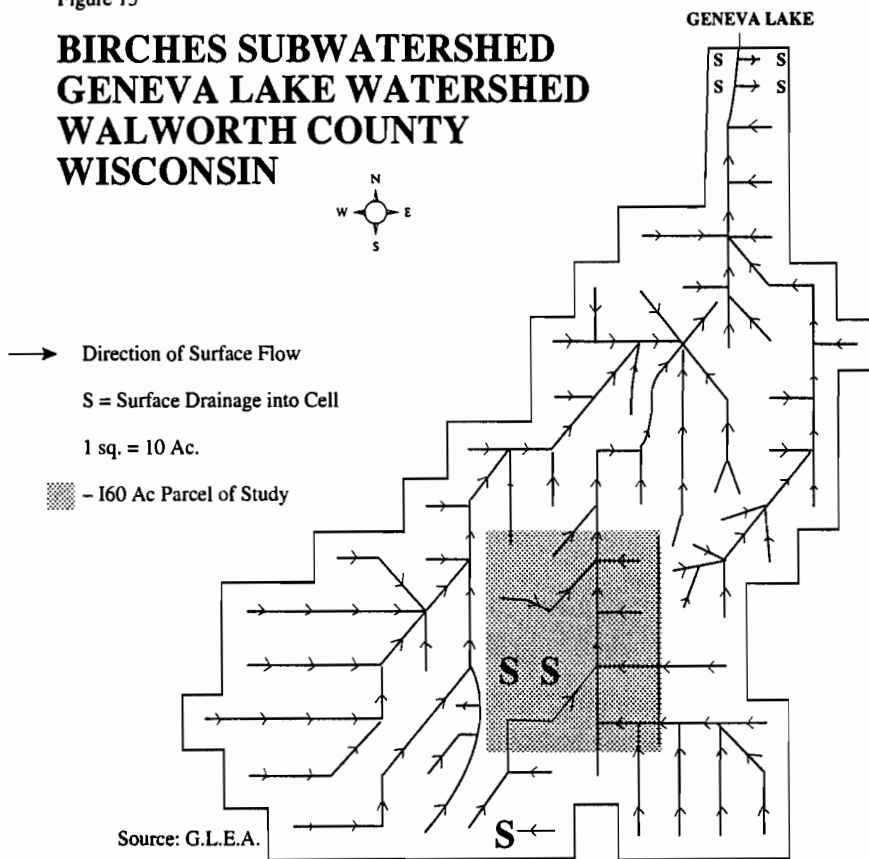 Figure 15
BIRCHES SUBWATERSHED
GENEVA LAKE WATERSHED
WALWORTH COUNTY
WISCONSIN
GENEVA LAKE
S S
S S
N
W E
S
Direction of Surface Flow
S = Surface Drainage into Cell
1 sq. = 10 Ac.
- I60 Ac Parcel of Study
S S
S
Source: G.L.E.A.